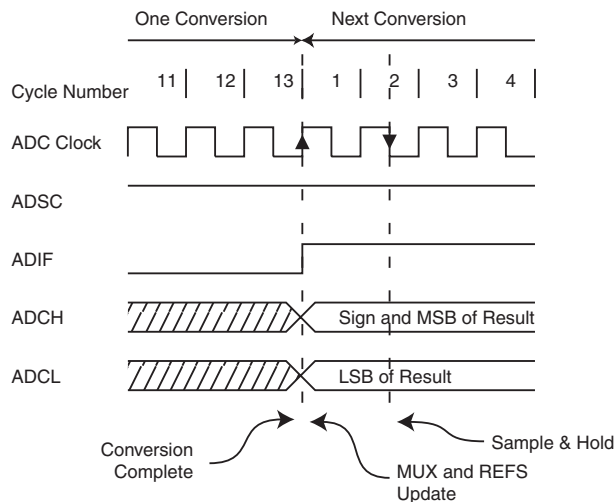 One Conversion Next Conversion
Cycle Number 11 12 13 1 2 3 4
ADC Clock
ADSC
ADIF
ADCH Sign and MSB of Result
ADCL LSB of Result
Conversion
Complete
MUX and REFS
Update
Sample & Hold